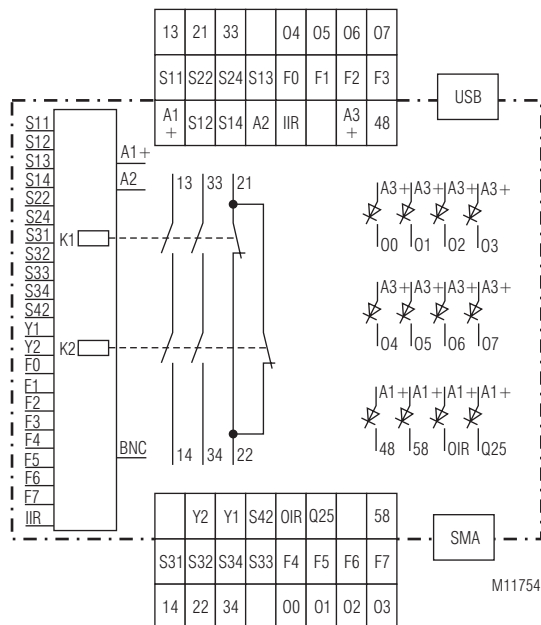 13 21 33 04 05 06 07
S11 S22 S24 S13 F0 F1 F2 F3
A1+ S12 S14 A2 IIR A3+ 48
USB
S11
S12
S13
S14
S22
S24
S31
S32
S33
S34
S42
Y1
Y2
F0
F1
F2
F3
F4
F5
F6
F7
IIR
K1
K2
A1+
A2
BNC
13 33 21
14 34 22
A3+ A3+ A3+ A3+
00 01 02 03
A3+ A3+ A3+ A3+
04 05 06 07
A1+ A1+ A1+ A1+
48 58 OIR Q25
Y2 Y1 S42 OIR Q25 58
S31 S32 S34 S33 F4 F5 F6 F7
14 22 34 00 01 02 03
SMA
M11754